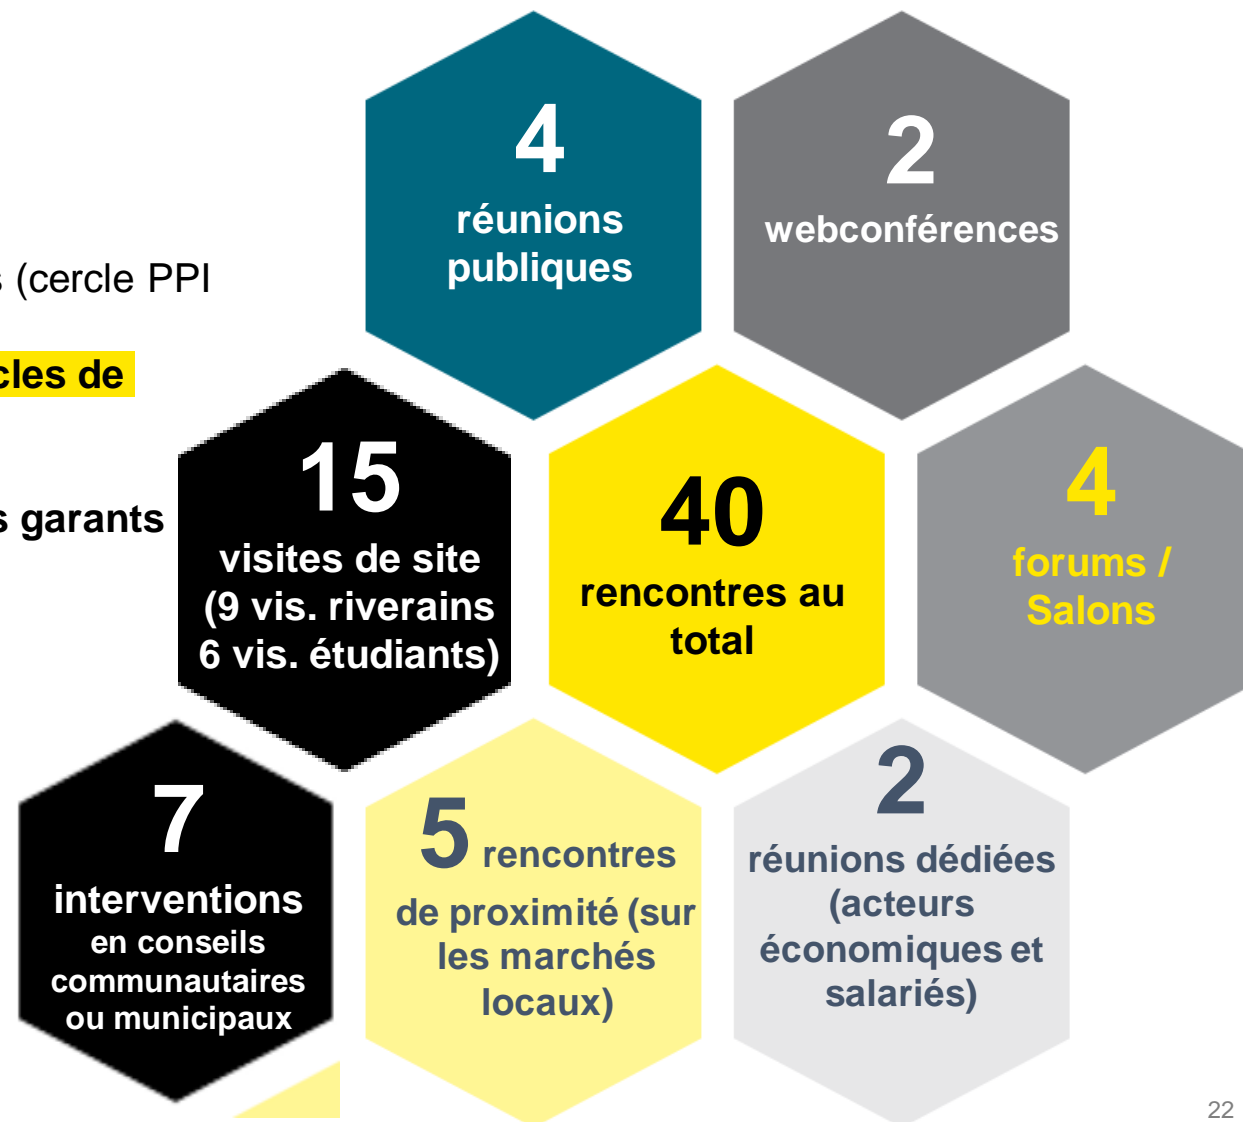 4
réunions
publiques
2
webconférences
s (cercle PPI
cles de
s garants
15
visites de site
(9 vis. riverains
6 vis. étudiants)
40
rencontres au
total
4
forums /
Salons
7
interventions
en conseils
communautaires
ou municipaux
5 rencontres
de proximité (sur
les marchés
locaux)
2
réunions dédiées
(acteurs
économiques et
salariés)
22